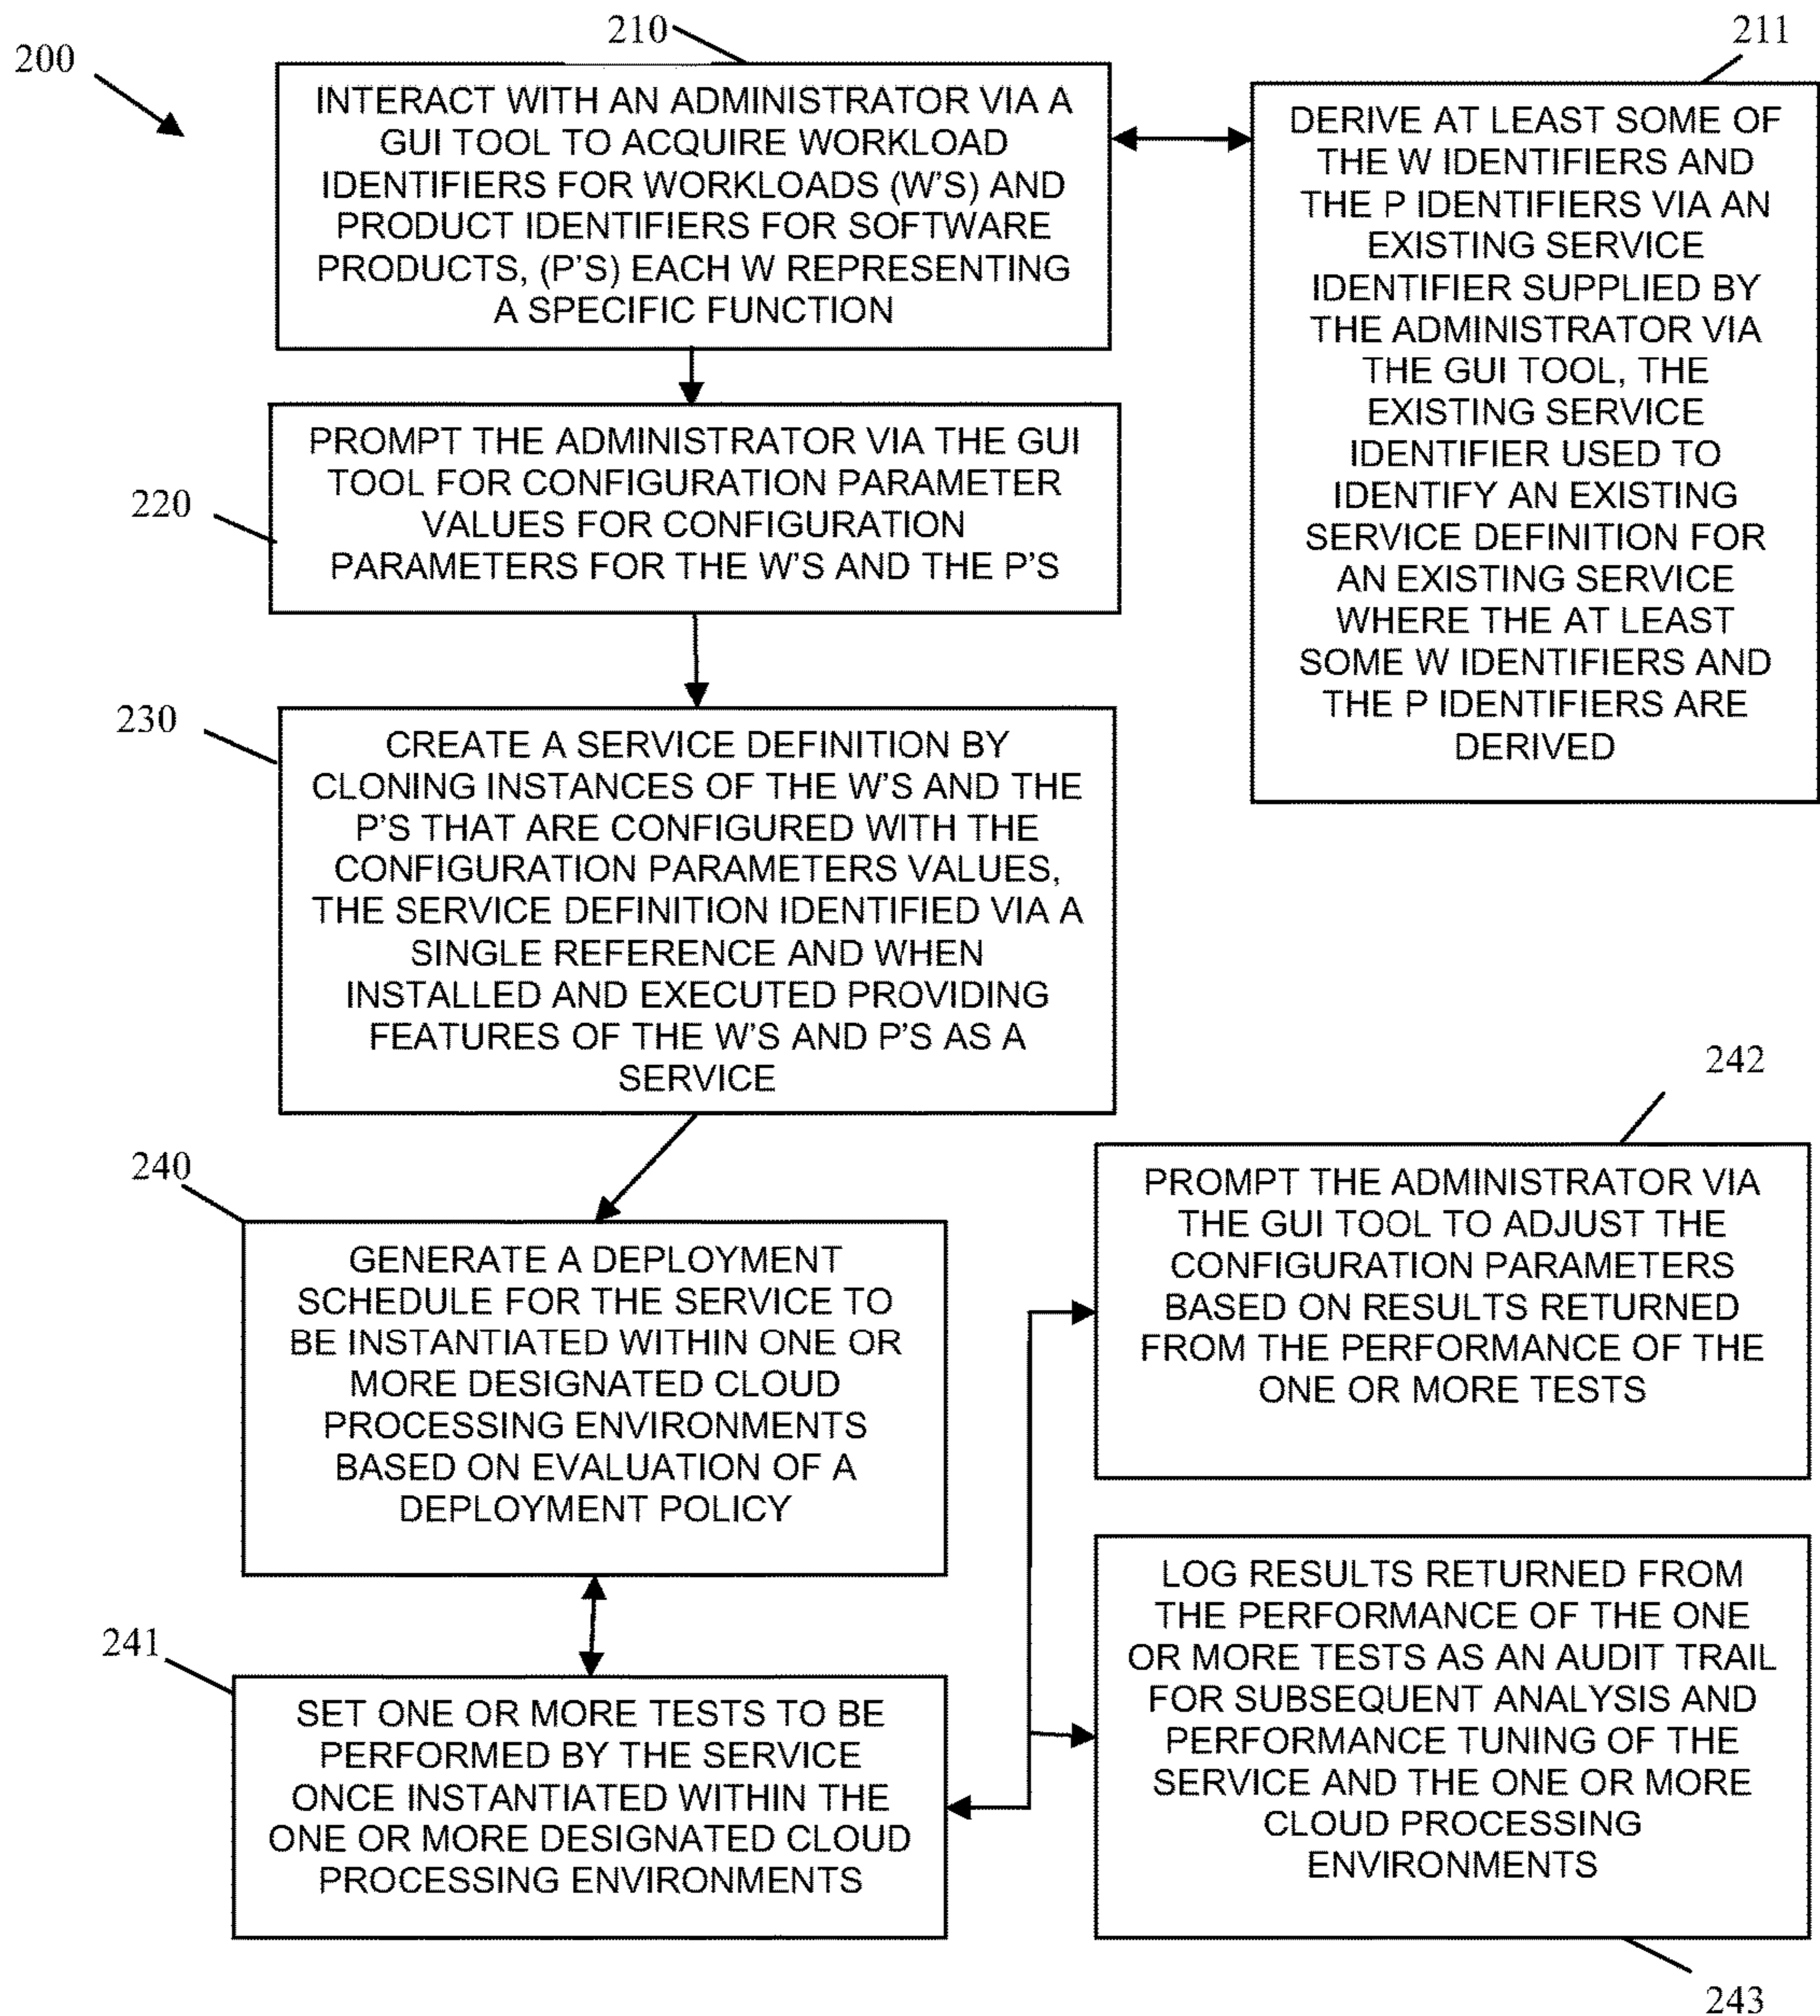 200
210
INTERACT WITH AN ADMINISTRATOR VIA A
GUI TOOL TO ACQUIRE WORKLOAD
IDENTIFIERS FOR WORKLOADS (W'S) AND
PRODUCT IDENTIFIERS FOR SOFTWARE
PRODUCTS, (P'S) EACH W REPRESENTING
A SPECIFIC FUNCTION
211
DERIVE AT LEAST SOME OF
THE W IDENTIFIERS AND
THE P IDENTIFIERS VIA AN
EXISTING SERVICE
IDENTIFIER SUPPLIED BY
THE ADMINISTRATOR VIA
THE GUI TOOL, THE
EXISTING SERVICE
IDENTIFIER USED TO
IDENTIFY AN EXISTING
SERVICE DEFINITION FOR
AN EXISTING SERVICE
WHERE THE AT LEAST
SOME W IDENTIFIERS AND
THE P IDENTIFIERS ARE
DERIVED
220
PROMPT THE ADMINISTRATOR VIA THE GUI
TOOL FOR CONFIGURATION PARAMETER
VALUES FOR CONFIGURATION
PARAMETERS FOR THE W'S AND THE P'S
230
CREATE A SERVICE DEFINITION BY
CLONING INSTANCES OF THE W'S AND THE
P'S THAT ARE CONFIGURED WITH THE
CONFIGURATION PARAMETERS VALUES,
THE SERVICE DEFINITION IDENTIFIED VIA A
SINGLE REFERENCE AND WHEN
INSTALLED AND EXECUTED PROVIDING
FEATURES OF THE W'S AND P'S AS A
SERVICE
240
GENERATE A DEPLOYMENT
SCHEDULE FOR THE SERVICE TO
BE INSTANTIATED WITHIN ONE OR
MORE DESIGNATED CLOUD
PROCESSING ENVIRONMENTS
BASED ON EVALUATION OF A
DEPLOYMENT POLICY
241
SET ONE OR MORE TESTS TO BE
PERFORMED BY THE SERVICE
ONCE INSTANTIATED WITHIN THE
ONE OR MORE DESIGNATED CLOUD
PROCESSING ENVIRONMENTS
242
PROMPT THE ADMINISTRATOR VIA
THE GUI TOOL TO ADJUST THE
CONFIGURATION PARAMETERS
BASED ON RESULTS RETURNED
FROM THE PERFORMANCE OF THE
ONE OR MORE TESTS
LOG RESULTS RETURNED FROM
THE PERFORMANCE OF THE ONE
OR MORE TESTS AS AN AUDIT TRAIL
FOR SUBSEQUENT ANALYSIS AND
PERFORMANCE TUNING OF THE
SERVICE AND THE ONE OR MORE
CLOUD PROCESSING
ENVIRONMENTS
243